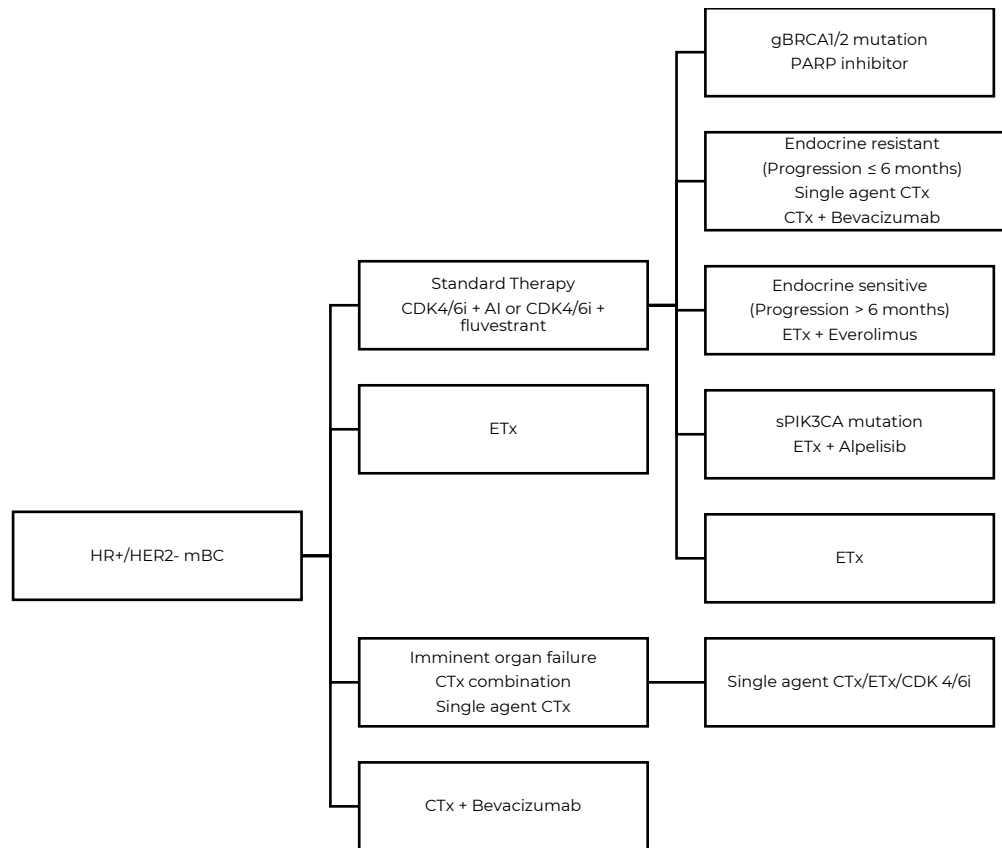 HR+/HER2- mBC
Standard Therapy
CDK4/6i + AI or CDK4/6i +
fluvestrant
ETx
Imminent organ failure
CTx combination
Single agent CTx
CTx + Bevacizumab
gBRCA1/2 mutation
PARP inhibitor
Endocrine resistant
(Progression ≤ 6 months)
Single agent CTx
CTx + Bevacizumab
Endocrine sensitive
(Progression > 6 months)
ETx + Everolimus
sPIK3CA mutation
ETx + Alpelisib
ETx
Single agent CTx/ETx/CDK 4/6i